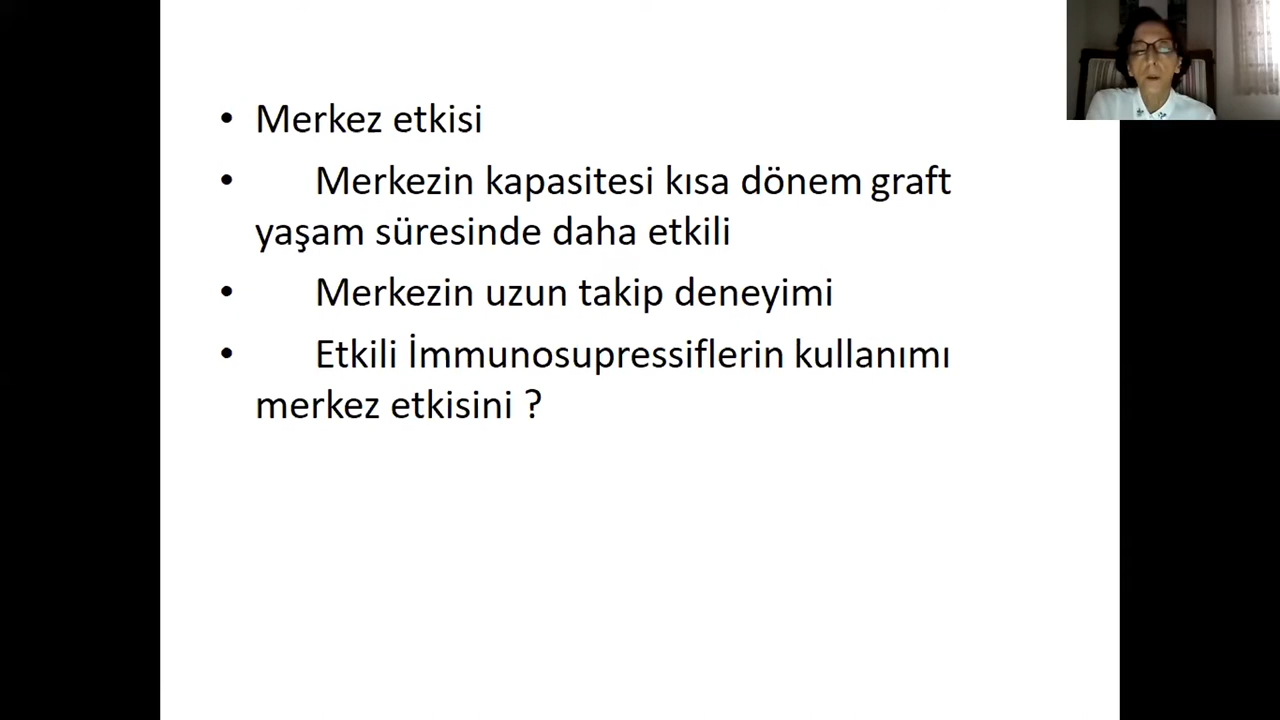 • Merkez etkisi
• Merkezin kapasitesi kısa dönem graft
yaşam süresinde daha etkili
• Merkezin uzun takip deneyimi
• Etkili İmmunosupressiflerin kullanımı
merkez etkisini ?